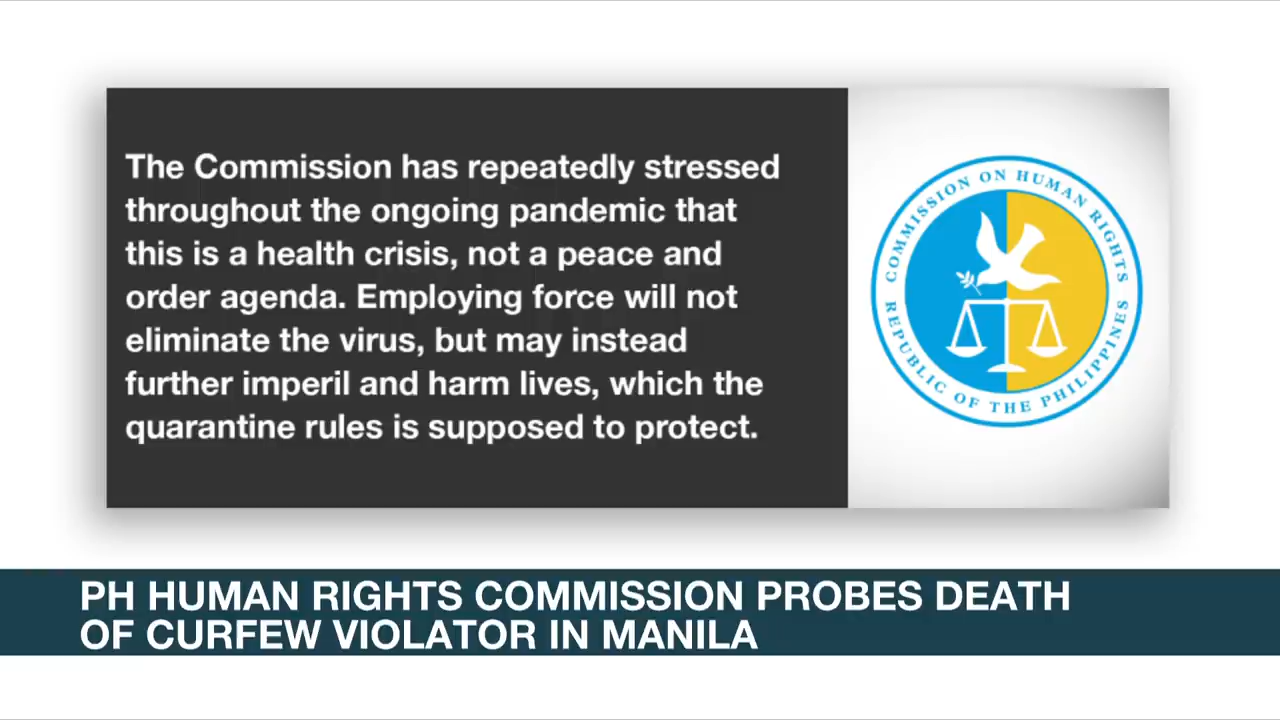 The Commission has repeatedly stressed
throughout the ongoing pandemic that
this is a health crisis, not a peace and
order agenda. Employing force will not
eliminate the virus, but may instead
further imperil and harm lives, which the
quarantine rules is supposed to protect.
COMMISSION ON HUMAN RIGHTS
REPUBLIC OF THE PHILIPPINES
PH HUMAN RIGHTS COMMISSION PROBES DEATH
OF CURFEW VIOLATOR IN MANILA